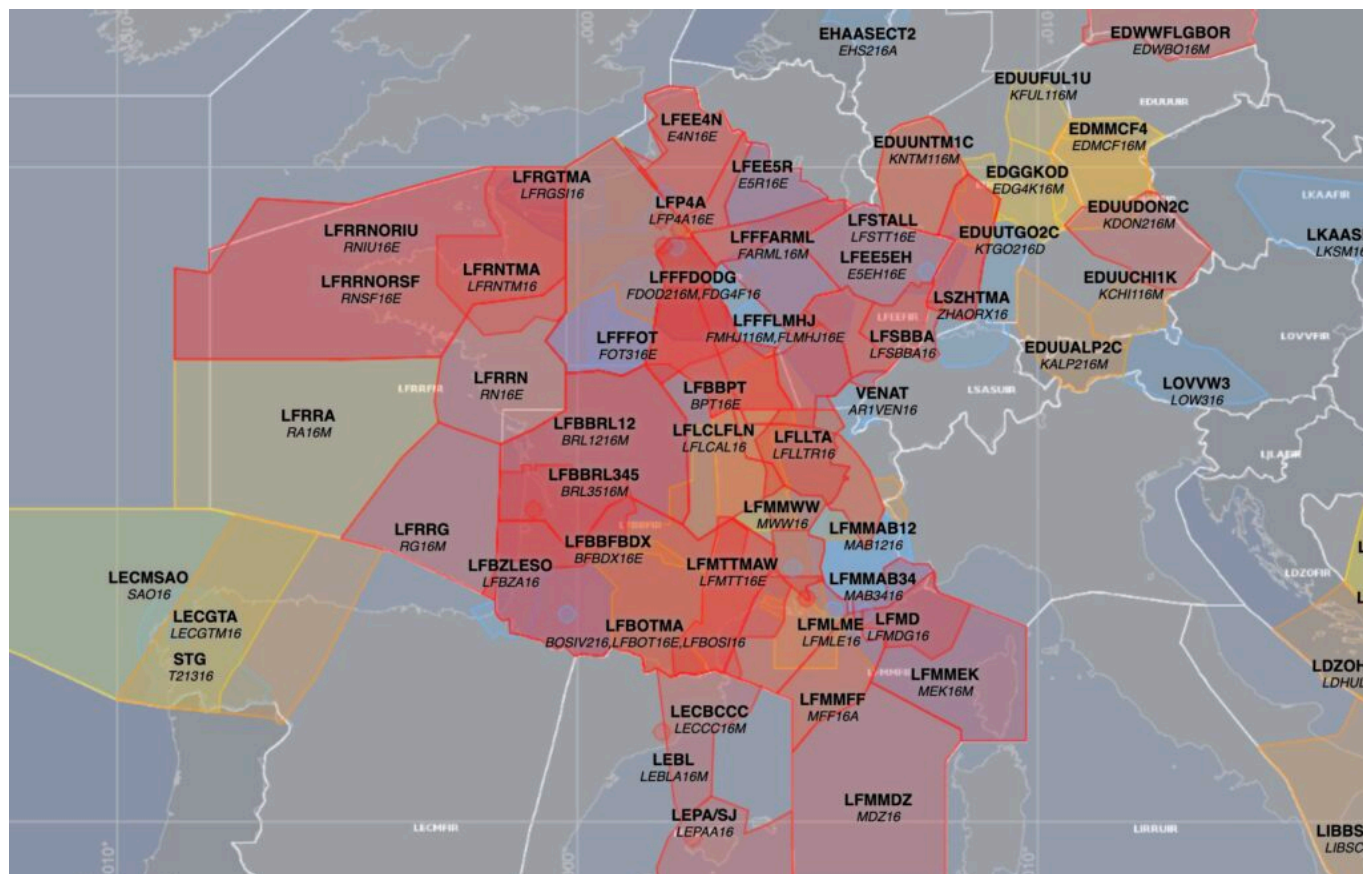 EHAASECT2
EHS216A
EDWWFLGBOR
EDWBO16M
EDUUFUL1U
KFUL116M
EDUUUIR
LFEE4N
E4N16E
EDMMCF4
EDMCF16M
EDUUNTM1C
KNTM116M
LFEE5R
E5R16E
EDGGKOD
EDG4K16M
LFRGTMA
LFRGSI16
LKAAFIR
LFP4A
LFP4A16E
EDUUDON2C
KDON216M
LFRRNORIU
RNIU16E
LFFFARML
FARML16M
LFSTALL
LFSTT16E
EDUUTGO2C
KTGO216D
LKAAS
LKSM16
LFEE5EH
E5EH16E
LFRRNORSF
RNSF16E
LFRNTMA
LFRNTM16
LFFFDODG
FDOD216M,FDG4F16
EDUUCHI1K
KCHI116M
LSZHTMA
ZHAORX16
LFEEFIR
LFFFLMHJ
FMHJ116M,FLMHJ16E
LFFFOT
FOT316E
LFSBBA
LFSBBA16
LOVVFIR
EDUUALP2C
KALP216M
LFRRN
RN16E
LFBBPT
BPT16E
LFRRFIR
VENAT
AR1VEN16
LSASUIR
LOVVW3
LOW316
LFRRA
RA16M
LFBBRL12
BRL1216M
LFLCLFLN
LFLCAL16
LFLLTA
LFLLTR16
LJLAFIR
LFBBRL345
BRL3516M
LFMMWW
MWW16
LFRRG
RG16M
LFBBFIR
LFMMAB12
MAB1216
LFBBFBDX
BFBDX16E
LFBZLESO
LFBZA16
LFMTTMAW
LFMTT16E
LECMSAO
SAO16
LFMMAB34
MAB3416
LDZOFIR
LECGTA
LECGTM16
LFBOTMA
BOSIV216,LFBOT16E,LFBOSI16
LFMLME
LFMLE16
LFMD
LFMDG16
STG
T21316
LFMMEK
MEK16M
LDZOH
LDHUL
LECBCCC
LECCC16M
LFMMFF
MFF16A
LEBL
LEBLA16M
LFMMDZ
MDZ16
LEPA/SJ
LEPAA16
LECMFIR
LIRRUIR
LIBBS
LIBSC